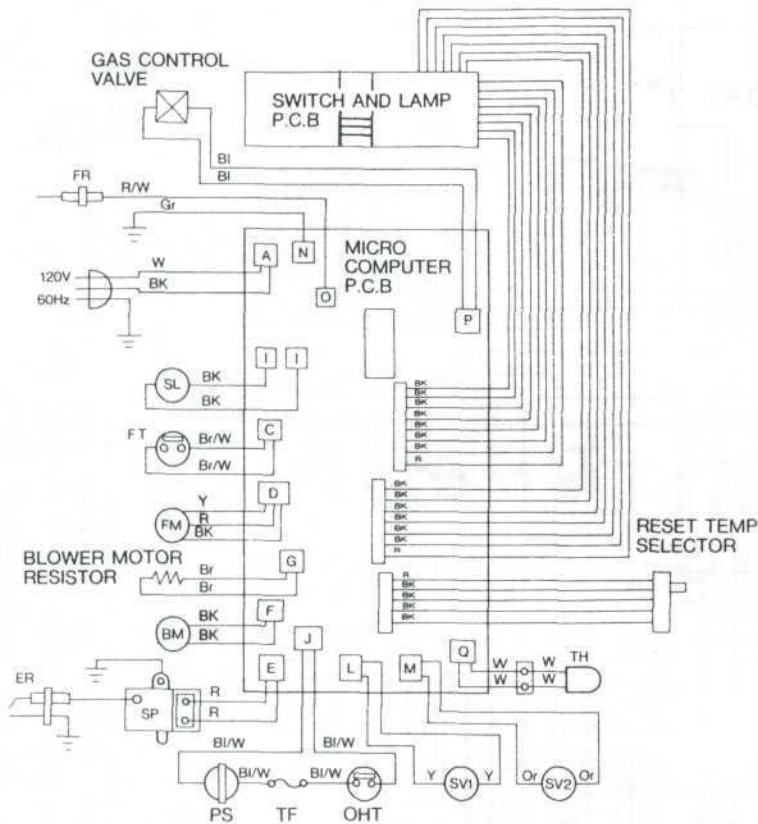 GAS CONTROL
VALVE
SWITCH AND LAMP
P.C.B
Bl
Bl
FR
R/W
Gr
N
A
MICRO
COMPUTER
P.C.B
W
120V
BK
60Hz
O
P
I
I
SL
BK
BK
BK
BK
BK
BK
BK
BK
BK
R
FT
Br/W
C
Br/W
D
Y
R
FM
BK
BK
BK
BK
BK
BK
BK
R
RESET TEMP
SELECTOR
BLOWER MOTOR
RESISTOR
Br
G
Br
R
BK
BK
BK
BK
BK
F
BM
BK
J
Q
L
M
W
W
TH
W
W
ER
E
R
SP
R
Bl/W
Bl/W
Bl/W
Bl/W
Y
SV1
Y
Or
SV2
Or
PS
TF
OHT